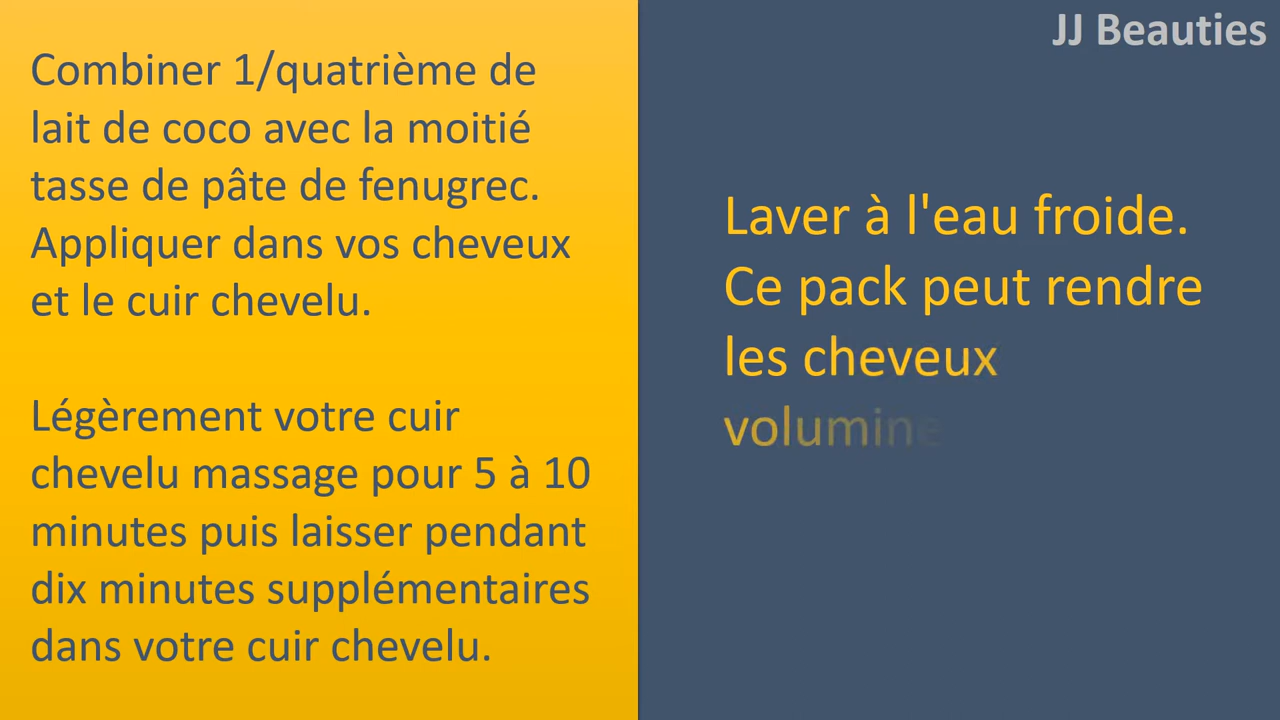 JJ Beauties
Combiner 1/quatrième de
lait de coco avec la moitié
tasse de pâte de fenugrec.
Appliquer dans vos cheveux
et le cuir chevelu.
Légèrement votre cuir
chevelu massage pour 5 à 10
minutes puis laisser pendant
dix minutes supplémentaires
dans votre cuir chevelu.
Laver à l'eau froide.
Ce pack peut rendre
les cheveux
volumine